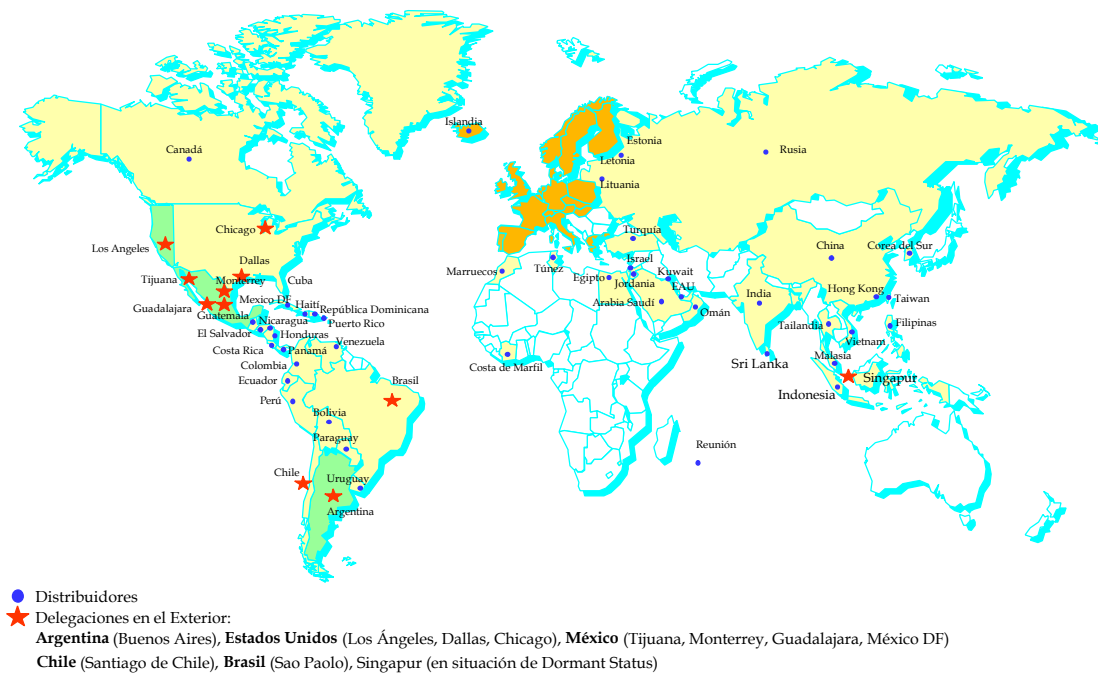 Islandia
Canadá
Estonia
Letonia
Lituania
Rusia
Chicago
Los Angeles
Dallas
Tijuana
Monterrey
Cuba
Guadalajara
Mexico DF
Haití
República Dominicana
Guatemala
Nicaragua
Puerto Rico
El Salvador
Honduras
Costa Rica
Panamá
Venezuela
Colombia
Ecuador
Perú
Brasil
Bolivia
Paraguay
Chile
Uruguay
Argentina
Turquía
Marruecos
Túnez
Israel
Egipto
Jordania
Kuwait
Arabia Saudí
EAU
Omán
Costa de Marfil
Reunión
China
Corea del Sur
India
Hong Kong
Taiwan
Tailandia
Vietnam
Filipinas
Sri Lanka
Malasia
Singapur
Indonesia
Distribuidores
Delegaciones en el Exterior:
Argentina (Buenos Aires), Estados Unidos (Los Ángeles, Dallas, Chicago), México (Tijuana, Monterrey, Guadalajara, México DF)
Chile (Santiago de Chile), Brasil (Sao Paolo), Singapur (en situación de Dormant Status)